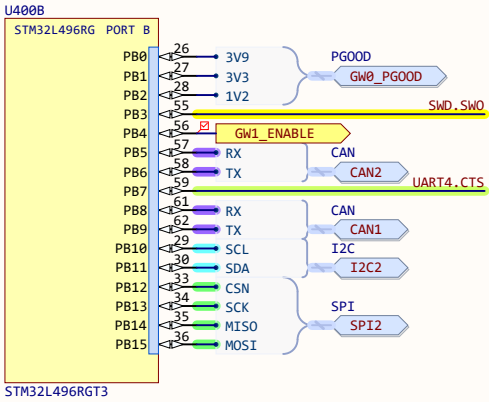 U400B
STM32L496RG PORT B
PB0 26 3V9 PGOOD
PB1 27 3V3 GW0_PGOOD
PB2 28 1V2
PB3 55 SWD.SWO
PB4 56 GW1_ENABLE
PB5 57 RX CAN
PB6 58 TX CAN2
PB7 59 UART4.CTS
PB8 61 RX CAN
PB9 62 TX CAN1
PB10 29 SCL I2C
PB11 30 SDA I2C2
PB12 33 CSN
PB13 34 SCK SPI
PB14 35 MISO SPI2
PB15 36 MOSI
STM32L496RGT3